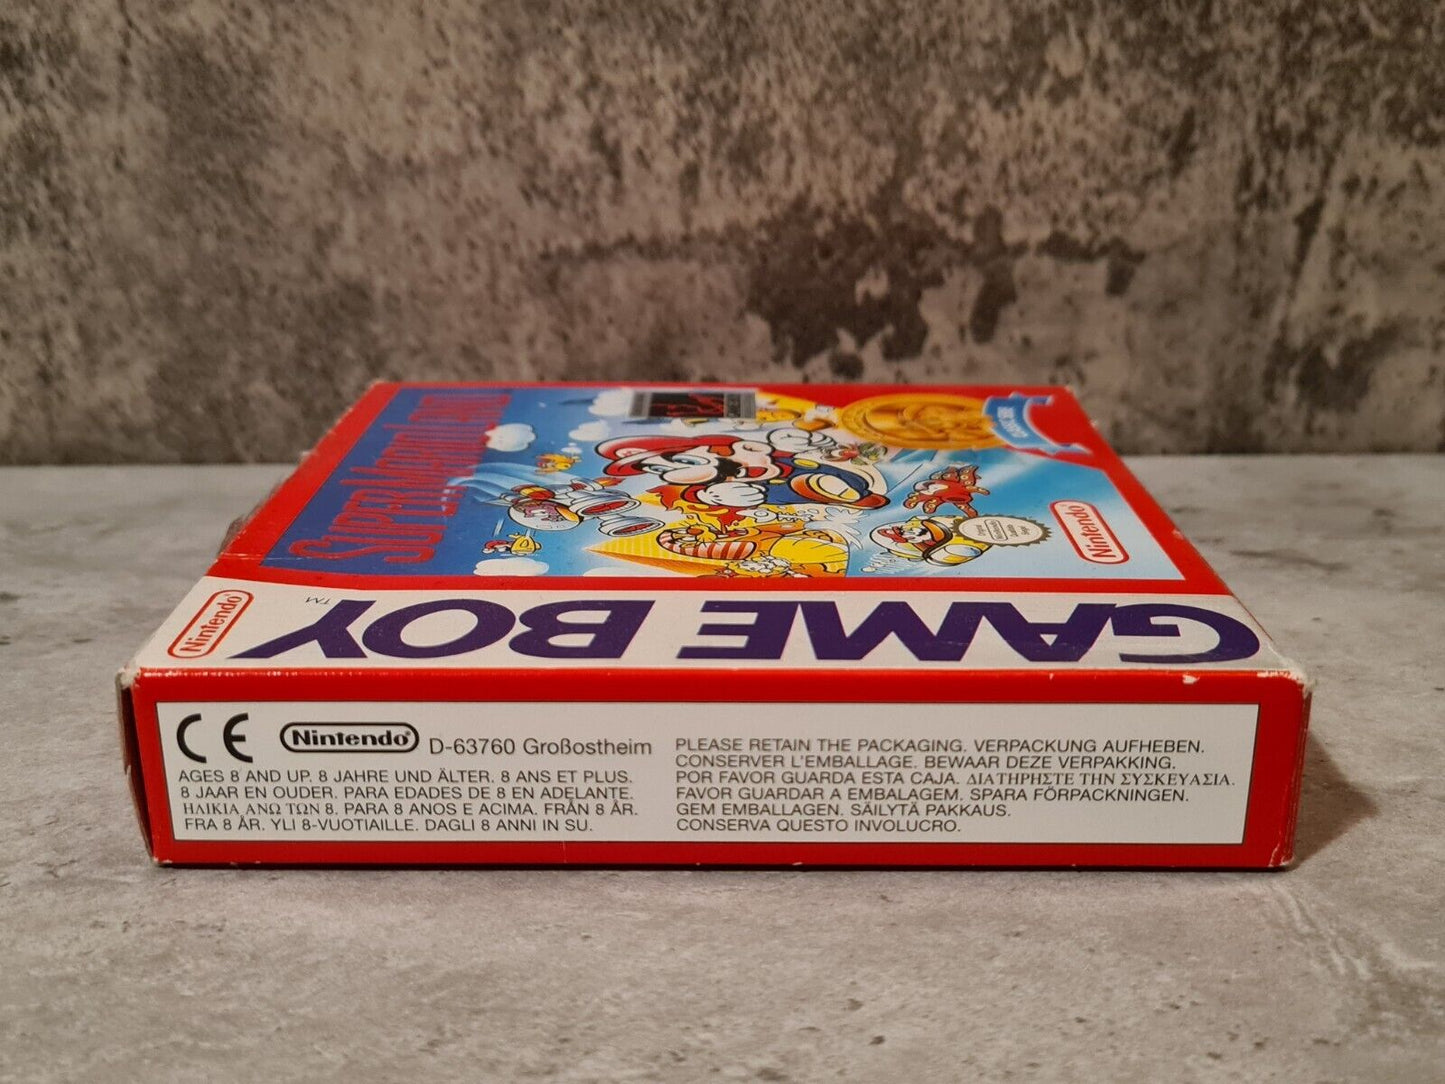 SUPER MARIO LAND
Nintendo
Nintendo
GAME BOY
TM
CE
Nintendo
D-63760 Großostheim
AGES 8 AND UP. 8 JAHRE UND ÄLTER. 8 ANS ET PLUS.
8 JAAR EN OUDER. PARA EDADES DE 8 EN ADELANTE.
ΗΛΙΚΙΑ ΑΝΩ ΤΩΝ 8. PARA 8 ANOS E ACIMA. FRÅN 8 ÅR.
FRA 8 ÅR. YLI 8-VUOTIAILLE. DAGLI 8 ANNI IN SU.
PLEASE RETAIN THE PACKAGING. VERPACKUNG AUFHEBEN.
CONSERVER L'EMBALLAGE. BEWAAR DEZE VERPAKKING.
POR FAVOR GUARDA ESTA CAJA. ΔΙΑΤΗΡΗΣΤΕ ΤΗΝ ΣΥΣΚΕΥΑΣΙΑ.
FAVOR GUARDAR A EMBALAGEM. SPARA FÖRPACKNINGEN.
GEM EMBALLAGEN. SÄILYTÄ PAKKAUS.
CONSERVA QUESTO INVOLUCRO.